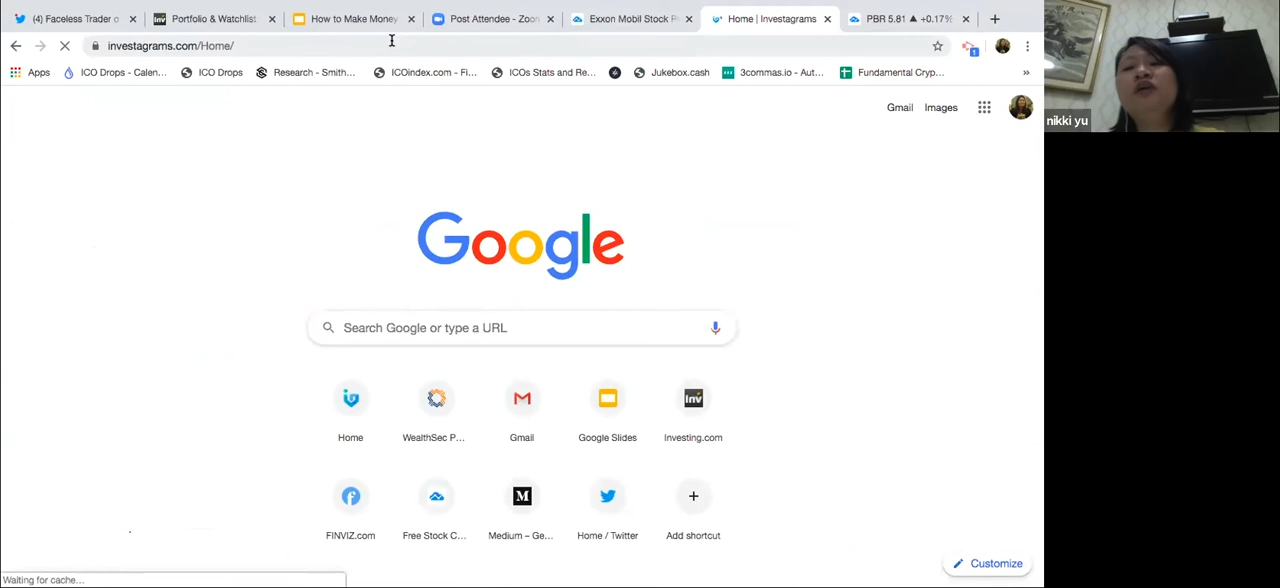 (4) Faceless Trader o
Portfolio & Watchlist
How to Make Money
Post Attendee - Zoo
Exxon Mobil Stock P
Home | Investagrams
PBR 5.81 ▲ +0.17%
investagrams.com/Home/
Apps
ICO Drops - Calen...
ICO Drops
Research - Smith...
ICOindex.com - Fi...
ICOs Stats and Re...
Jukebox.cash
3commas.io - Aut...
Fundamental Cryp...
»
Gmail
Images
nikki yu
Google
Search Google or type a URL
Home
WealthSec P...
Gmail
Google Slides
Inv
Investing.com
FINVIZ.com
Free Stock C...
Medium – Ge...
Home / Twitter
Add shortcut
Customize
Waiting for cache...